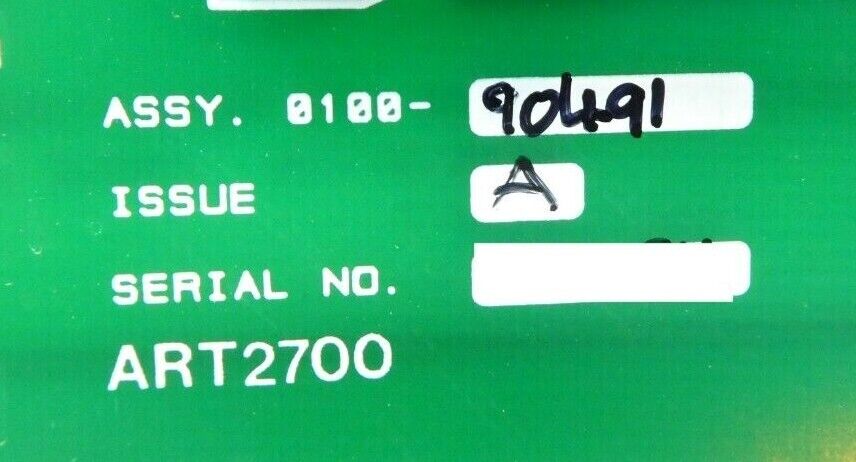 ASSY. 0100- 90491
ISSUE A
SERIAL NO.
ART2700